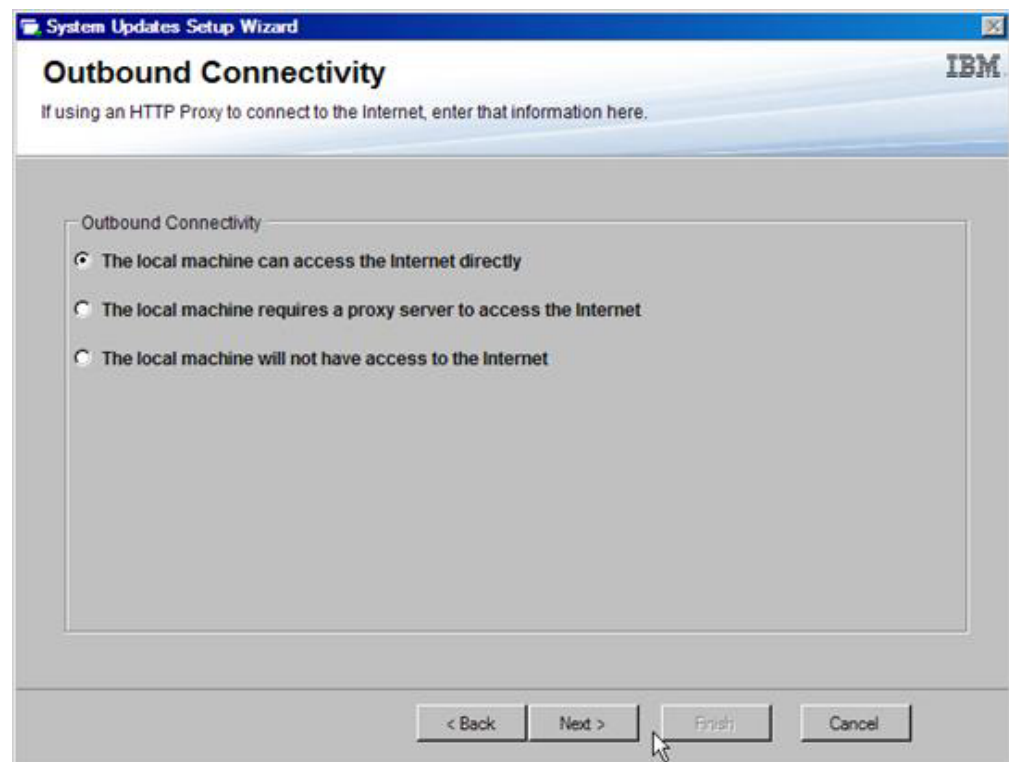 System Updates Setup Wizard
Outbound Connectivity
IBM
If using an HTTP Proxy to connect to the Internet, enter that information here.
Outbound Connectivity
The local machine can access the Internet directly
The local machine requires a proxy server to access the Internet
The local machine will not have access to the Internet
< Back
Next >
Finish
Cancel